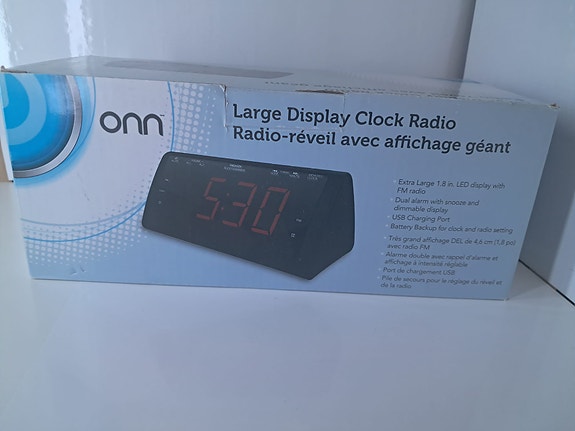 onn™
Large Display Clock Radio
Radio-réveil avec affichage géant
5:30
Extra Large 1.8 in. LED display with
FM radio
Dual alarm with snooze and
dimmable display
USB Charging Port
Battery Backup for clock and radio setting
Très grand affichage DEL de 4,6 cm (1,8 po)
avec radio FM
Alarme double avec rappel d'alarme et
affichage à intensité réglable
Port de chargement USB
Pile de secours pour le réglage du réveil et
de la radio